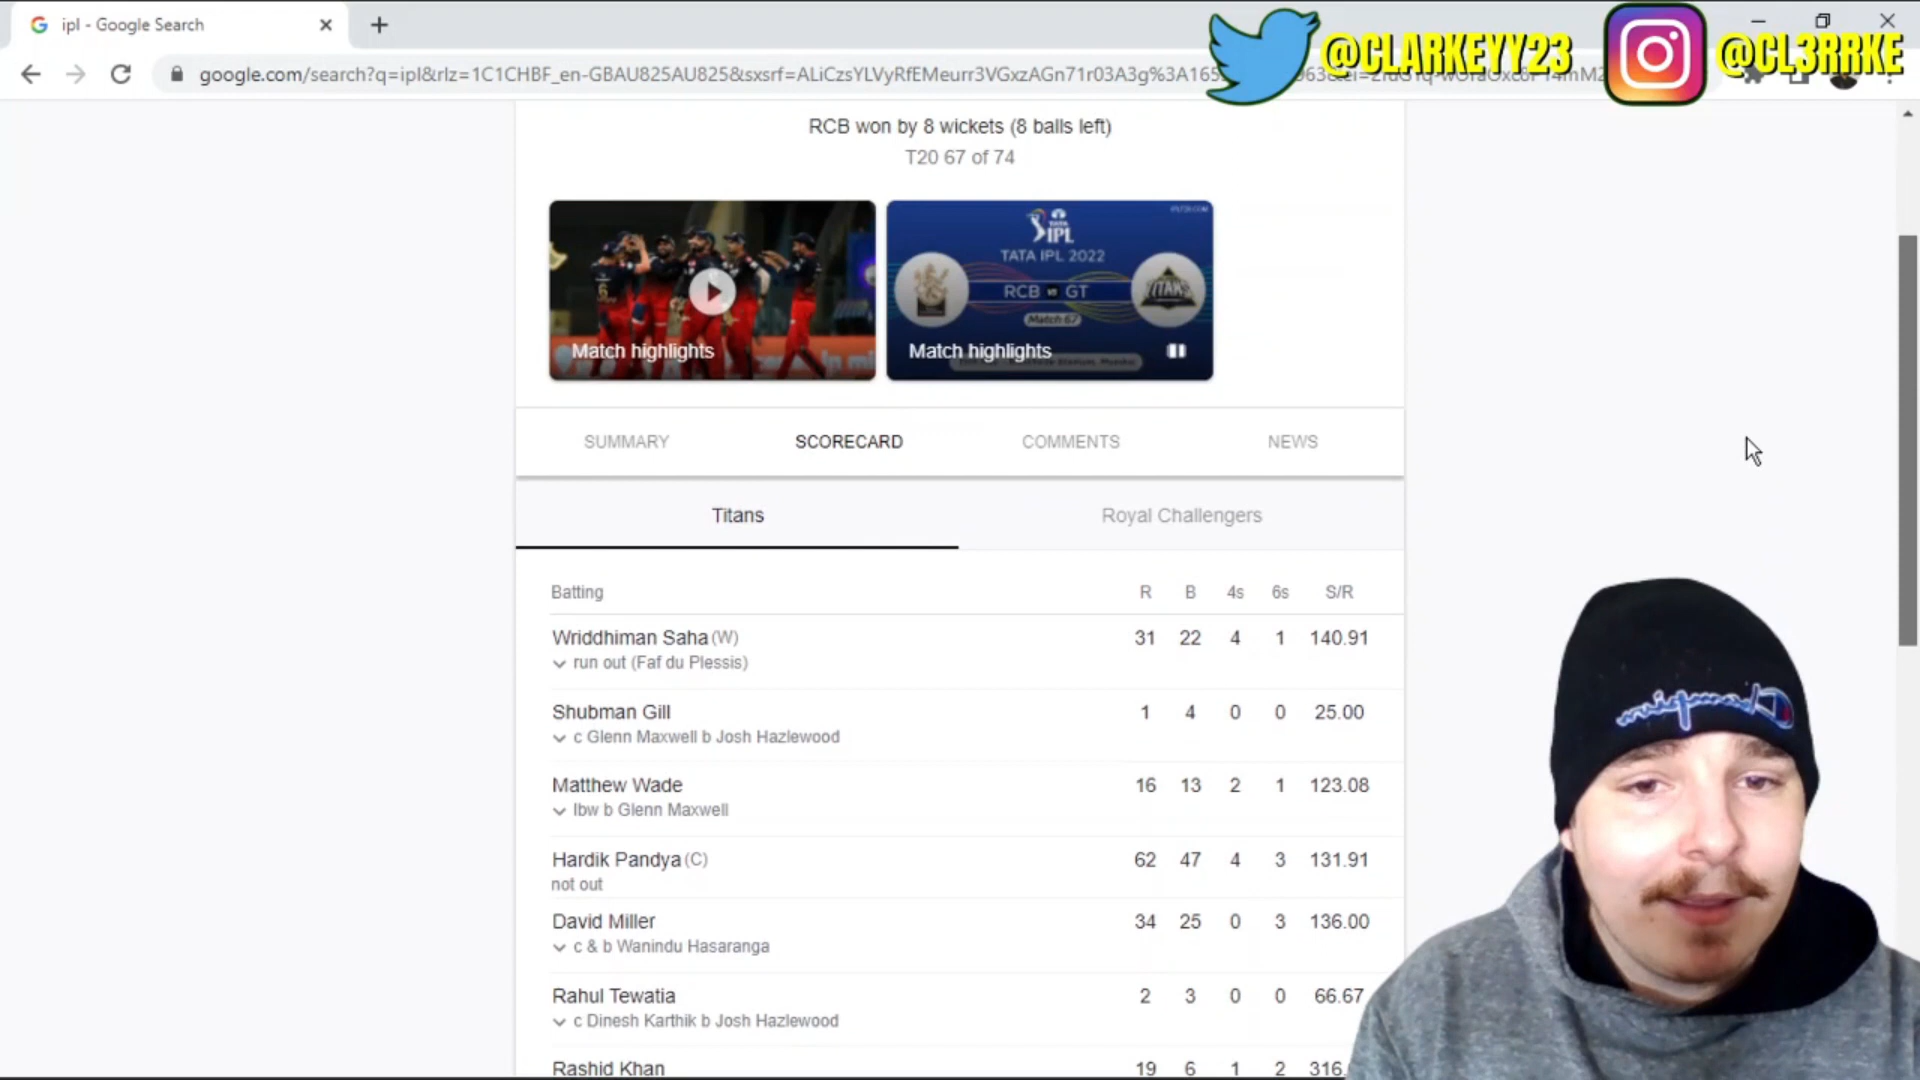 ipl - Google Search
@CLARKEYY23
@CL3RRKE
google.com/search?q=ipl&rlz=1C1CHBF_en-GBAU825AU825&sxsrf=ALiCzsYLVyRfEMeurr3VGxzAGn71r03A3g%3A165
RCB won by 8 wickets (8 balls left)
T20 67 of 74
Match highlights
IPL
TATA IPL 2022
RCB vs GT
Match 67
TITANS
Match highlights
SUMMARY SCORECARD COMMENTS NEWS
Titans Royal Challengers
Batting R B 4s 6s S/R
Wriddhiman Saha (W) 31 22 4 1 140.91
run out (Faf du Plessis)
Shubman Gill 1 4 0 0 25.00
c Glenn Maxwell b Josh Hazlewood
Matthew Wade 16 13 2 1 123.08
lbw b Glenn Maxwell
Hardik Pandya (C) 62 47 4 3 131.91
not out
David Miller 34 25 0 3 136.00
c & b Wanindu Hasaranga
Rahul Tewatia 2 3 0 0 66.67
c Dinesh Karthik b Josh Hazlewood
Rashid Khan 19 6 1 2 316.
Champion